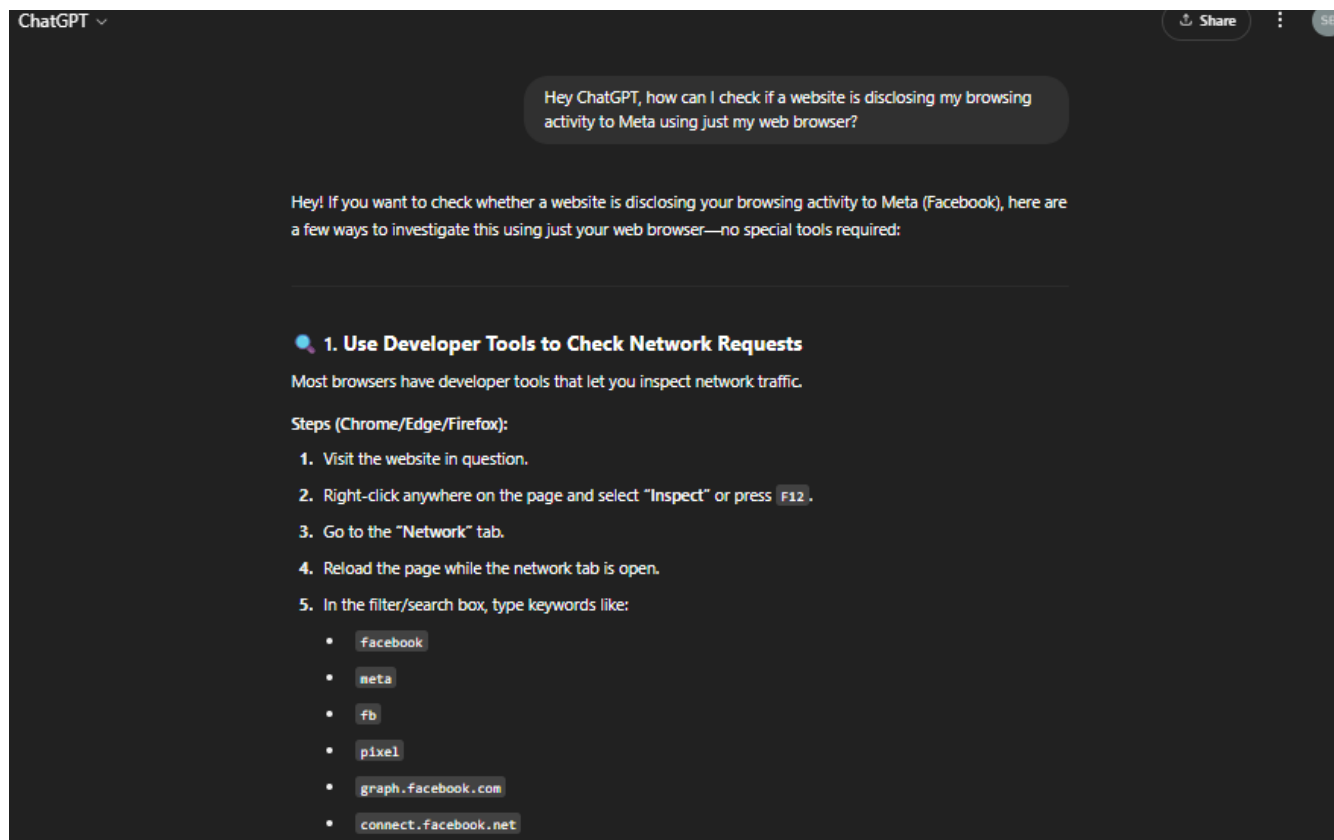 ChatGPT
Share
SE
Hey ChatGPT, how can I check if a website is disclosing my browsing
activity to Meta using just my web browser?
Hey! If you want to check whether a website is disclosing your browsing activity to Meta (Facebook), here are
a few ways to investigate this using just your web browser—no special tools required:
1. Use Developer Tools to Check Network Requests
Most browsers have developer tools that let you inspect network traffic.
Steps (Chrome/Edge/Firefox):
1. Visit the website in question.
2. Right-click anywhere on the page and select "Inspect" or press F12.
3. Go to the "Network" tab.
4. Reload the page while the network tab is open.
5. In the filter/search box, type keywords like:
• facebook
• meta
• fb
• pixel
• graph.facebook.com
• connect.facebook.net